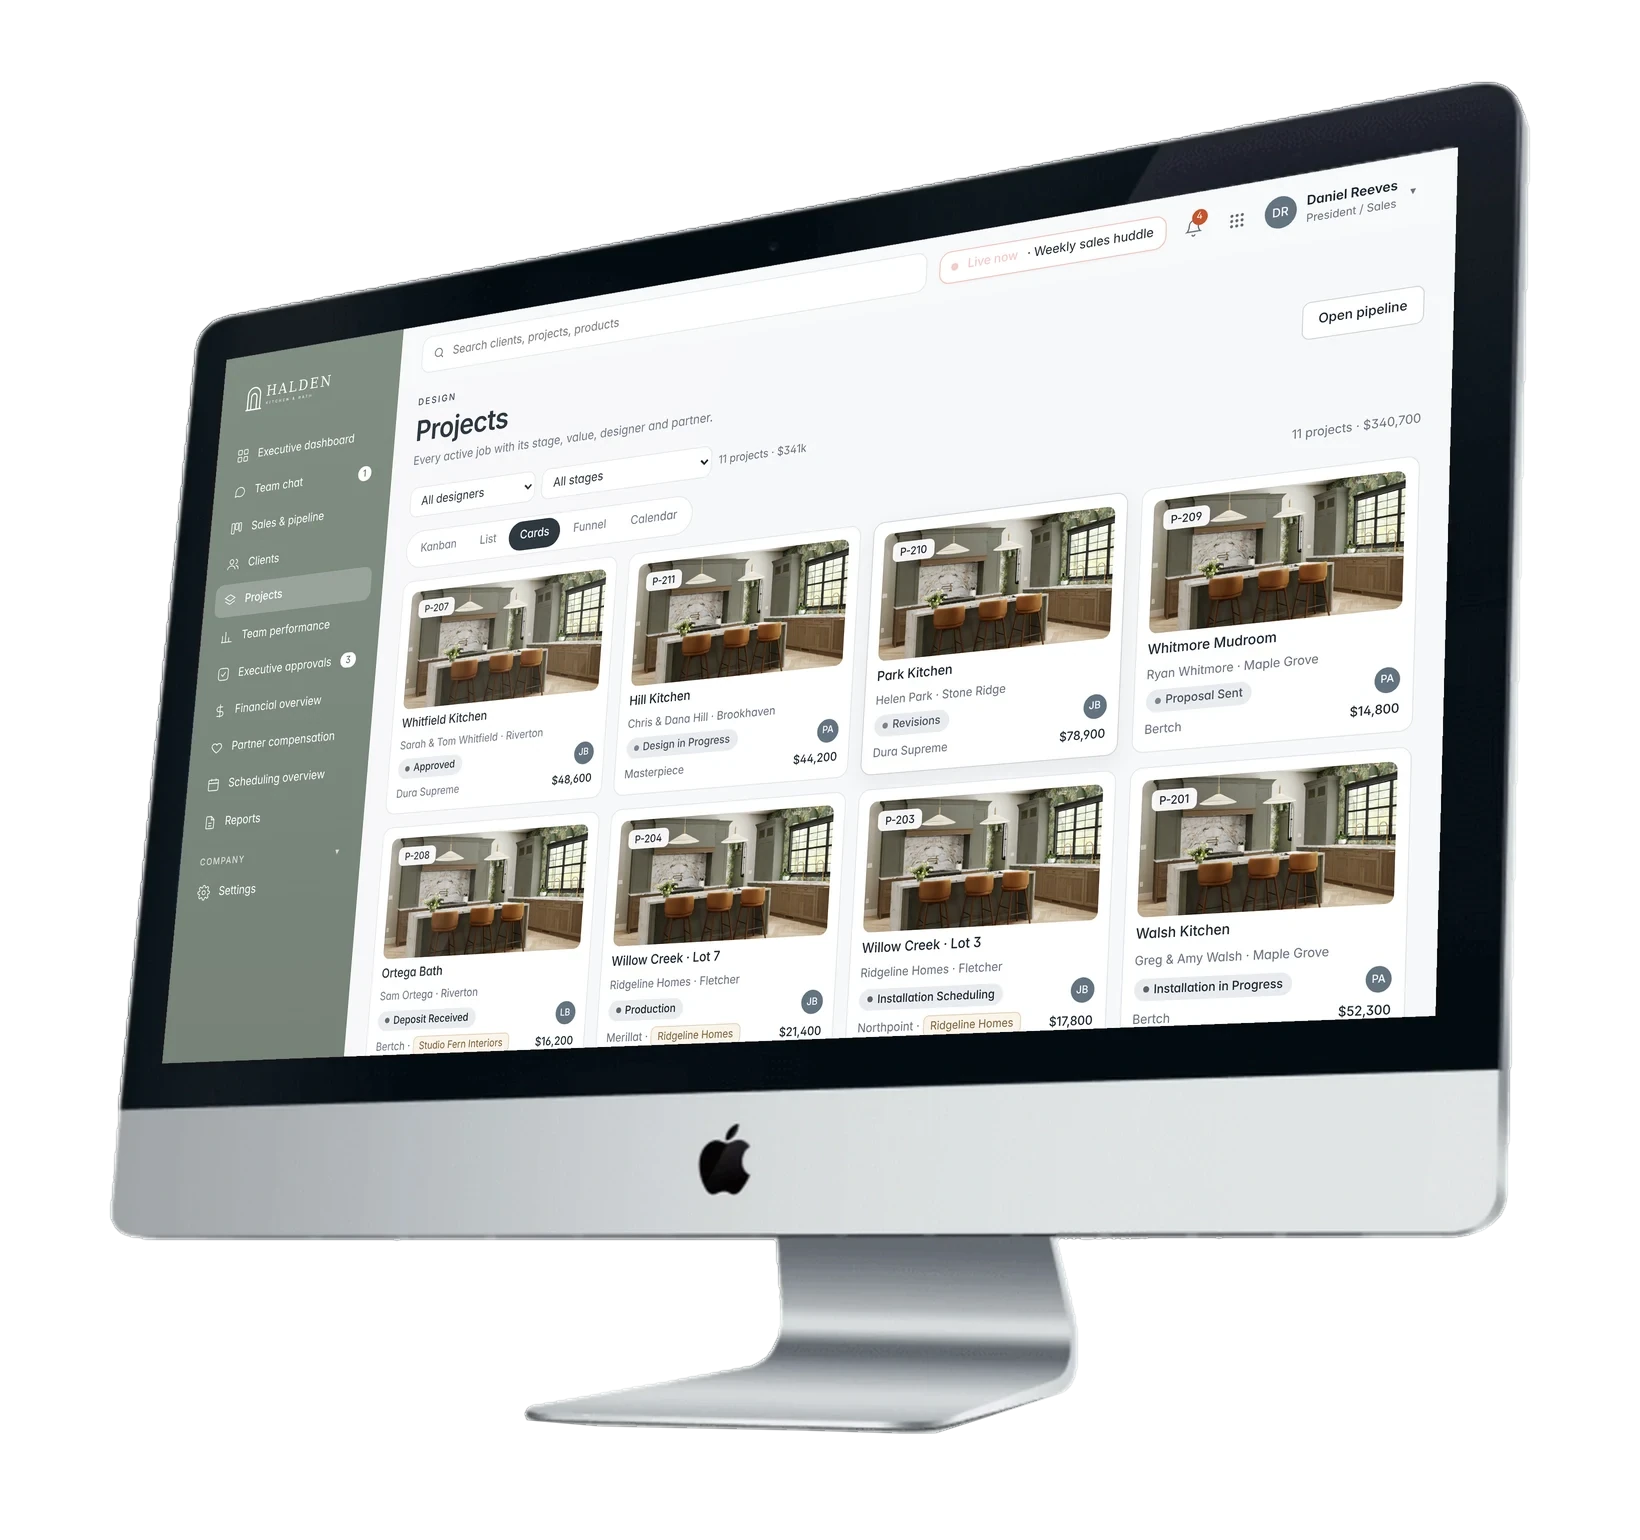 HALDEN
KITCHEN & BATH
Executive dashboard
Team chat
1
Sales & pipeline
Clients
Projects
Team performance
Executive approvals
3
Financial overview
Partner compensation
Scheduling overview
Reports
COMPANY
Settings
Search clients, projects, products
Live now · Weekly sales huddle
4
DR
Daniel Reeves
President / Sales
DESIGN
Projects
Every active job with its stage, value, designer and partner.
Open pipeline
All designers
All stages
11 projects · $341k
11 projects · $340,700
Kanban
List
Cards
Funnel
Calendar
P-207
Whitfield Kitchen
Sarah & Tom Whitfield · Riverton
Approved
JB
Dura Supreme
$48,600
P-211
Hill Kitchen
Chris & Dana Hill · Brookhaven
Design in Progress
PA
Masterpiece
$44,200
P-210
Park Kitchen
Helen Park · Stone Ridge
Revisions
JB
Dura Supreme
$78,900
P-209
Whitmore Mudroom
Ryan Whitmore · Maple Grove
Proposal Sent
PA
Bertch
$14,800
P-208
Ortega Bath
Sam Ortega · Riverton
Deposit Received
LB
Bertch · Studio Fern Interiors
$16,200
P-204
Willow Creek · Lot 7
Ridgeline Homes · Fletcher
Production
JB
Merillat · Ridgeline Homes
$21,400
P-203
Willow Creek · Lot 3
Ridgeline Homes · Fletcher
Installation Scheduling
JB
Northpoint · Ridgeline Homes
$17,800
P-201
Walsh Kitchen
Greg & Amy Walsh · Maple Grove
Installation in Progress
PA
Bertch
$52,300